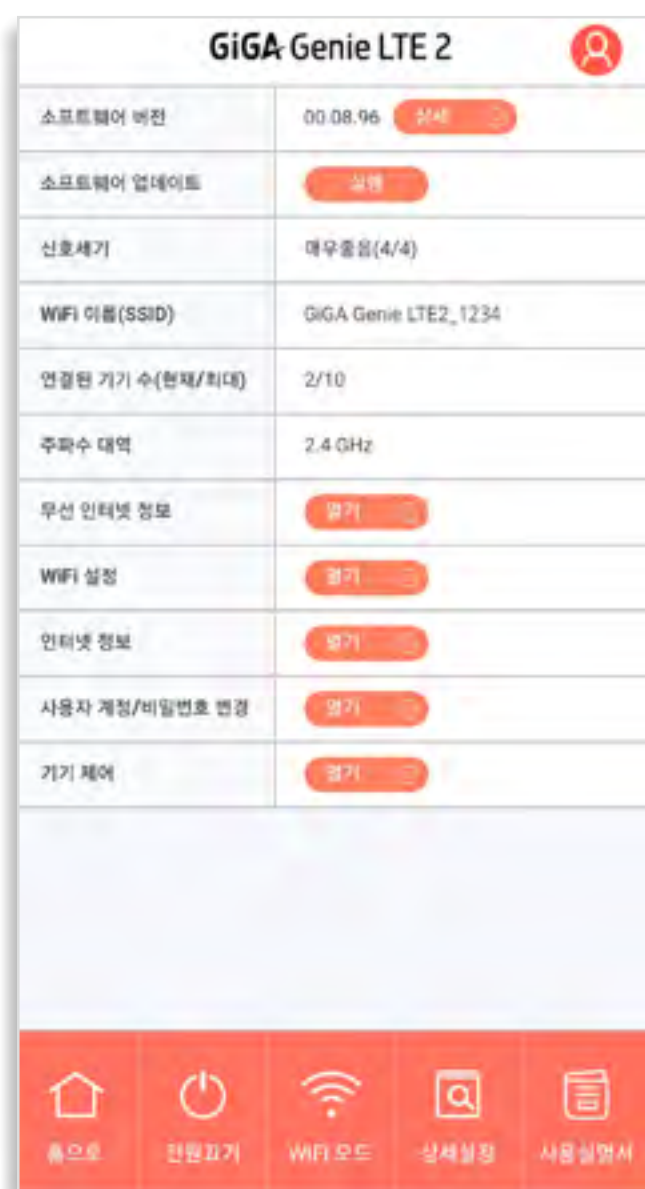 GiGA Genie LTE 2
소프트웨어 버전 00.08.96 상세
소프트웨어 업데이트 실행
신호세기 매우좋음(4/4)
WiFi 이름(SSID) GiGA Genie LTE2_1234
연결된 기기 수(현재/최대) 2/10
주파수 대역 2.4 GHz
무선 인터넷 정보 열기
WiFi 설정 열기
인터넷 정보 열기
사용자 계정/비밀번호 변경 열기
기기 제어 열기
홈으로 전원끄기 WiFi 모드 상세설정 사용설명서